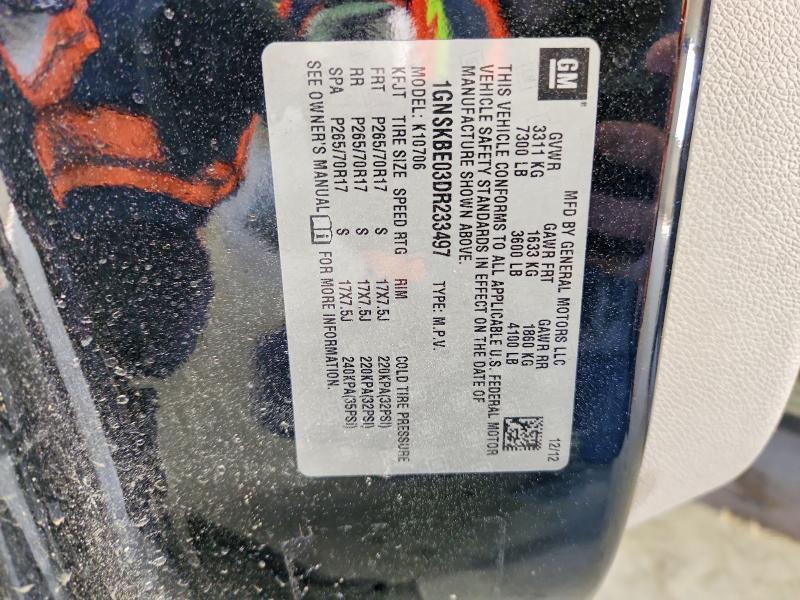 GM
MFD BY GENERAL MOTORS LLC 12/12
GVWR GAWR FRT GAWR RR
3311 KG 1633 KG 1860 KG
7300 LB 3600 LB 4100 LB
THIS VEHICLE CONFORMS TO ALL APPLICABLE U.S. FEDERAL MOTOR
VEHICLE SAFETY STANDARDS IN EFFECT ON THE DATE OF
MANUFACTURE SHOWN ABOVE.
1GNSKBE03DR233497 TYPE: M.P.V.
MODEL: K10706
KFJT TIRE SIZE SPEED RTG RIM COLD TIRE PRESSURE
FRT P265/70R17 S 17X7.5J 220KPA(32PSI)
RR P265/70R17 S 17X7.5J 220KPA(32PSI)
SPA P265/70R17 S 17X7.5J 240KPA(35PSI)
SEE OWNER'S MANUAL FOR MORE INFORMATION.